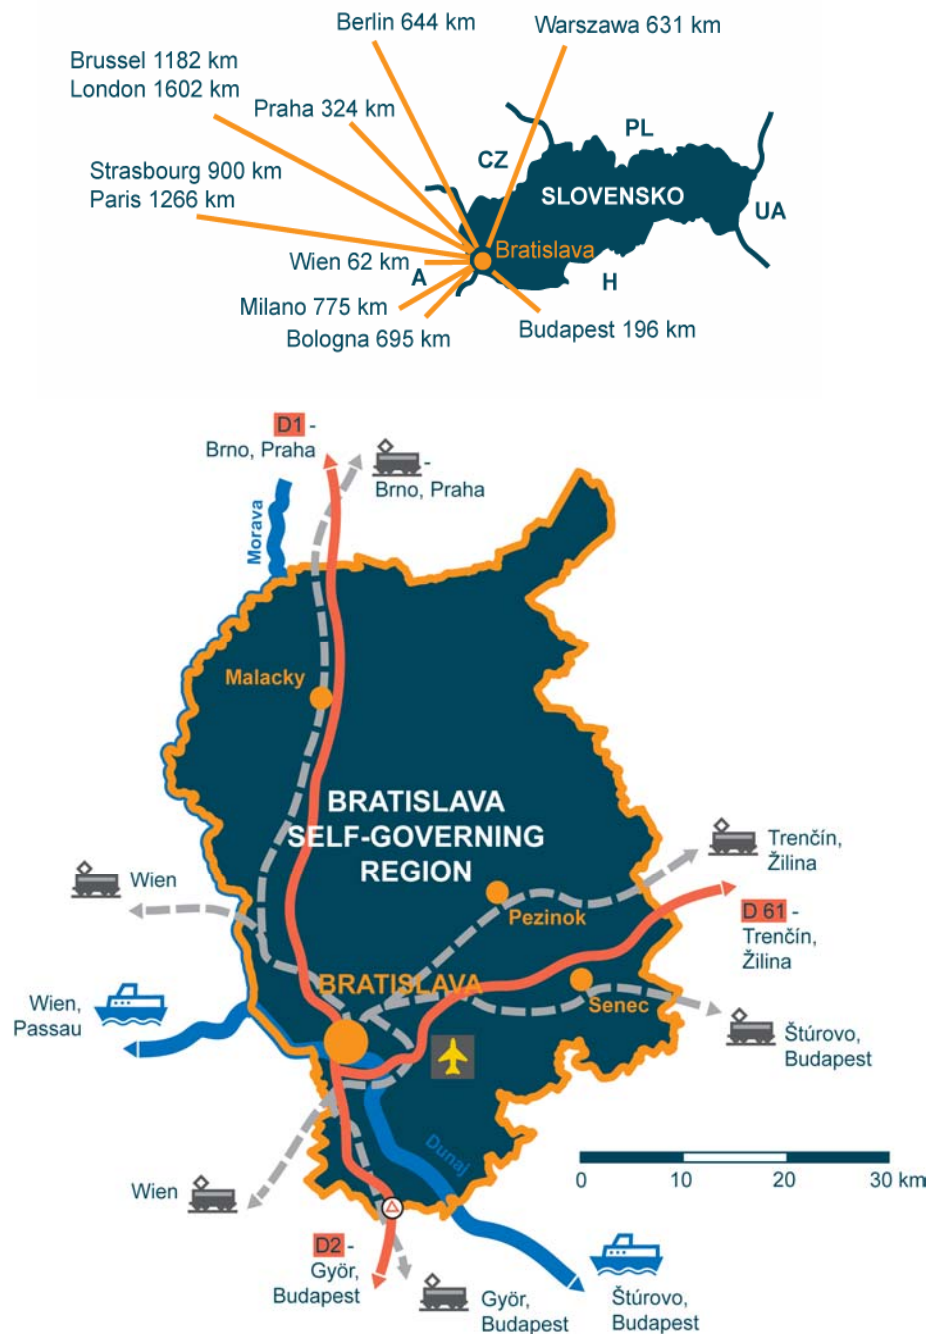 Berlin 644 km
Warszawa 631 km
Brussel 1182 km
London 1602 km
Praha 324 km
PL
CZ
Strasbourg 900 km
Paris 1266 km
SLOVENSKO
UA
Bratislava
Wien 62 km
A
H
Milano 775 km
Bologna 695 km
Budapest 196 km
D1 -
Brno, Praha
-
Brno, Praha
Morava
Malacky
BRATISLAVA
SELF-GOVERNING
REGION
Trenčín,
Žilina
Wien
Pezinok
D 61 -
Trenčín,
Žilina
BRATISLAVA
Senec
Wien,
Passau
Štúrovo,
Budapest
Dunaj
0 10 20 30 km
Wien
D2 -
Györ,
Budapest
Györ,
Budapest
Štúrovo,
Budapest